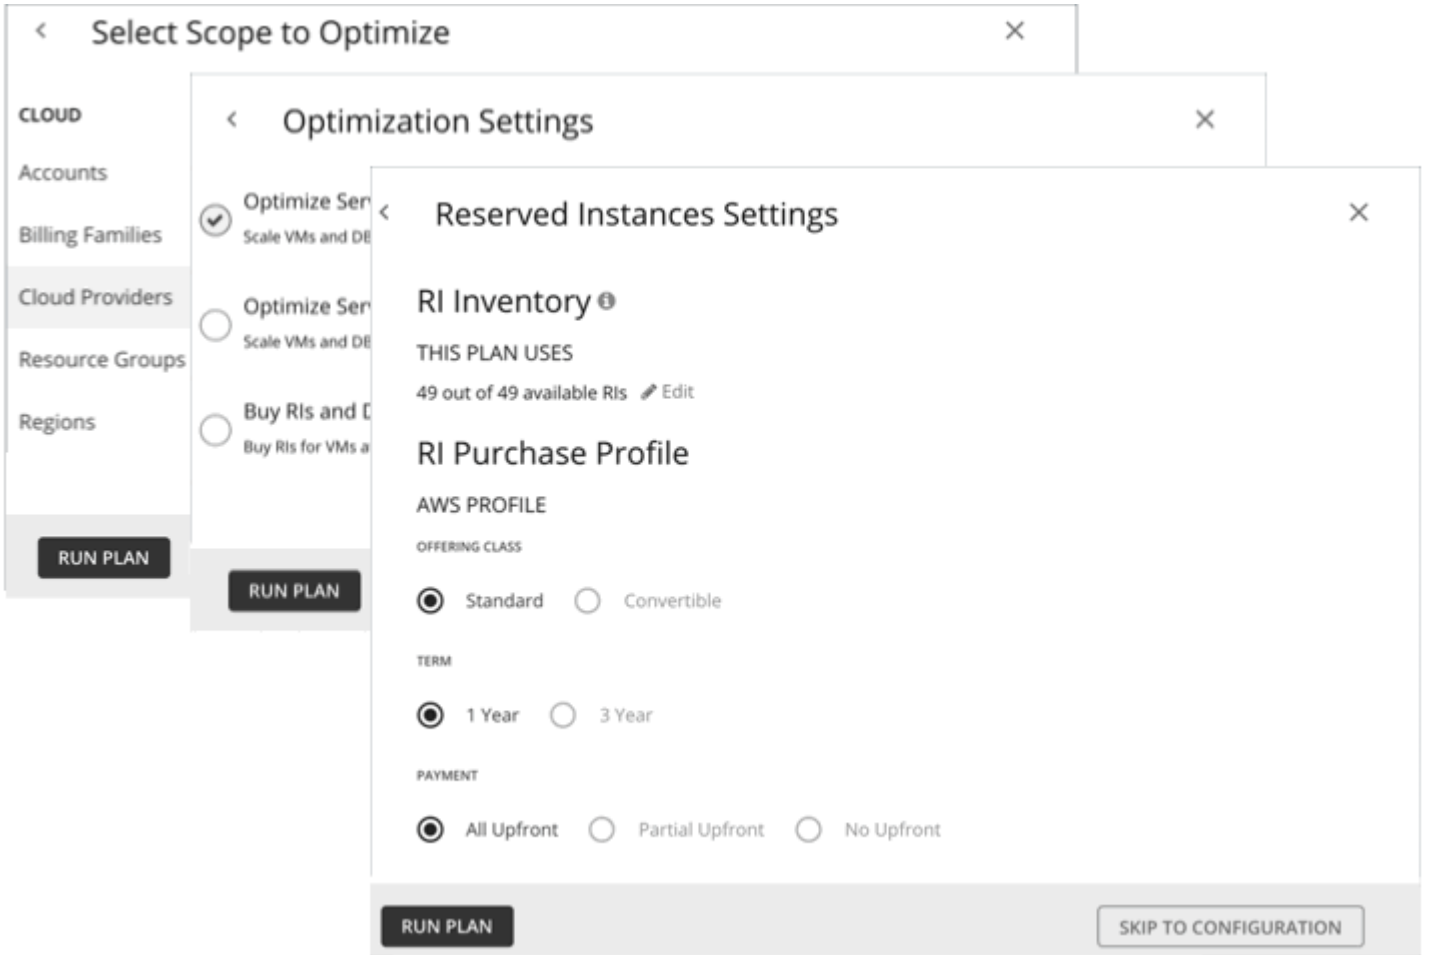 Select Scope to Optimize
CLOUD
Accounts
Billing Families
Cloud Providers
Resource Groups
Regions
RUN PLAN
Optimization Settings
Optimize Ser
Scale VMs and DB
Optimize Ser
Scale VMs and DB
Buy RIs and D
Buy RIs for VMs a
RUN PLAN
Reserved Instances Settings
RI Inventory
THIS PLAN USES
49 out of 49 available RIs Edit
RI Purchase Profile
AWS PROFILE
OFFERING CLASS
Standard Convertible
TERM
1 Year 3 Year
PAYMENT
All Upfront Partial Upfront No Upfront
RUN PLAN SKIP TO CONFIGURATION